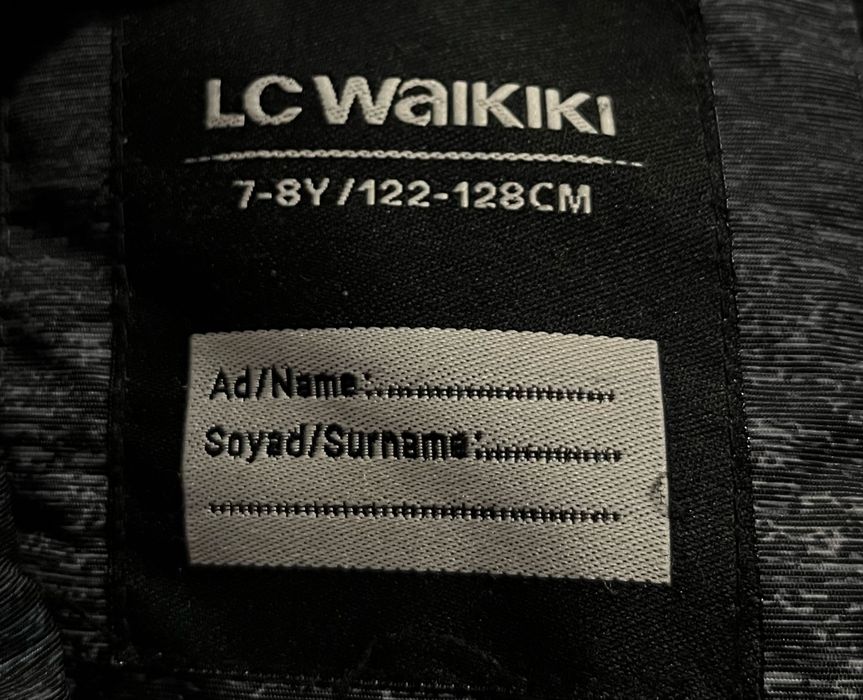 LC WAIKIKI
7-8Y/122-128CM
Ad/Name:....................
Soyad/Surname:............
..............................